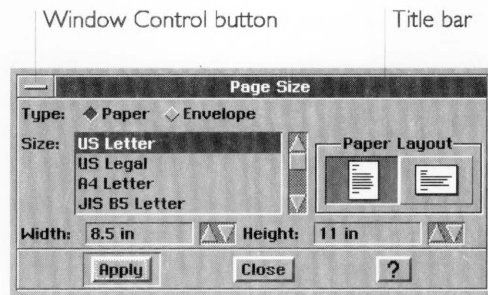 Window Control button Title bar
Page Size
Type: Paper Envelope
Size: US Letter Paper Layout
US Legal
A4 Letter
JIS B5 Letter
Width: 8.5 in Height: 11 in
Apply Close ?